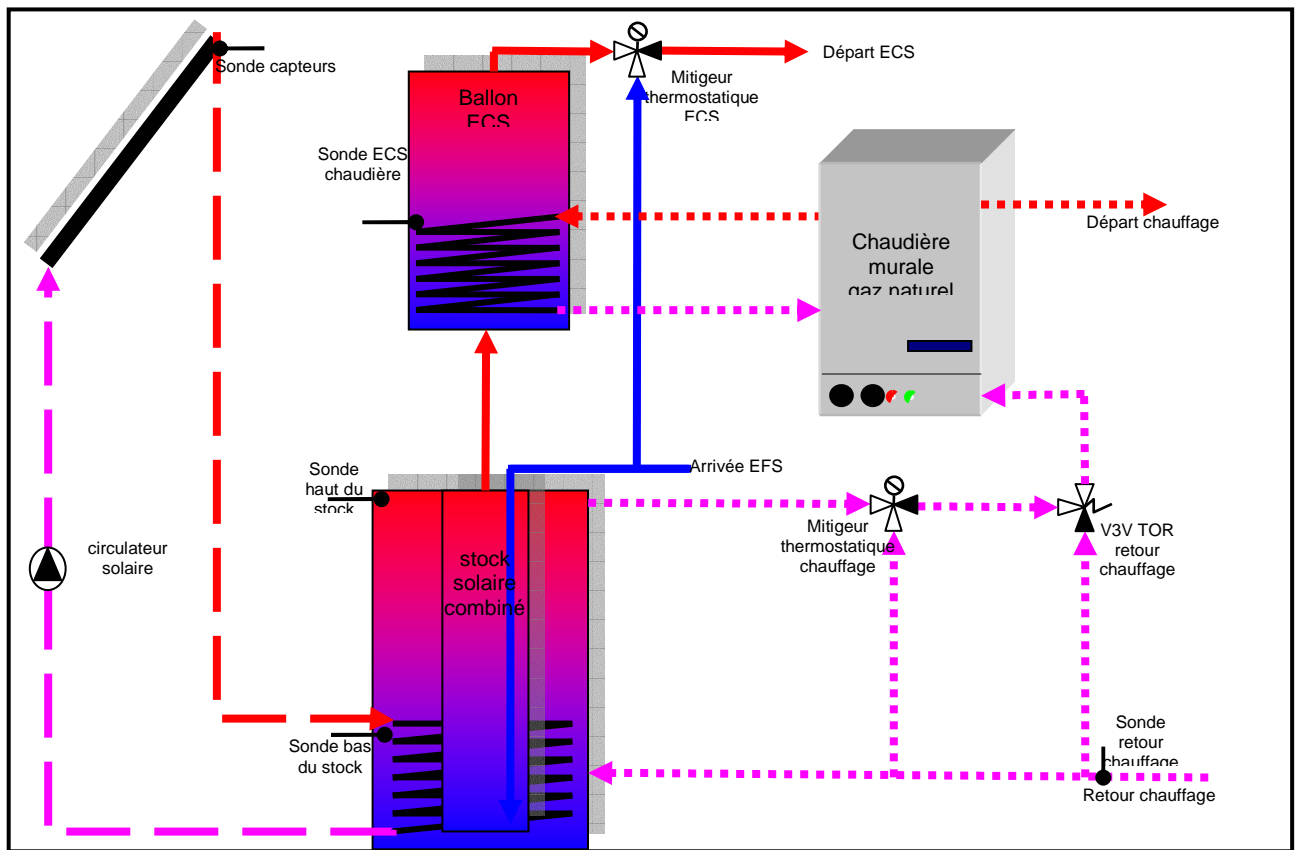 Sonde capteurs
Départ ECS
Mitigeur
thermostatique
ECS
Ballon
ECS
Sonde ECS
chaudière
Départ chauffage
Chaudière
murale
gaz naturel
Sonde
haut du
stock
Arrivée EFS
circulateur
solaire
stock
solaire
combiné
Mitigeur
thermostatique
chauffage
V3V TOR
retour
chauffage
Sonde bas
du stock
Sonde
retour
chauffage
Retour chauffage